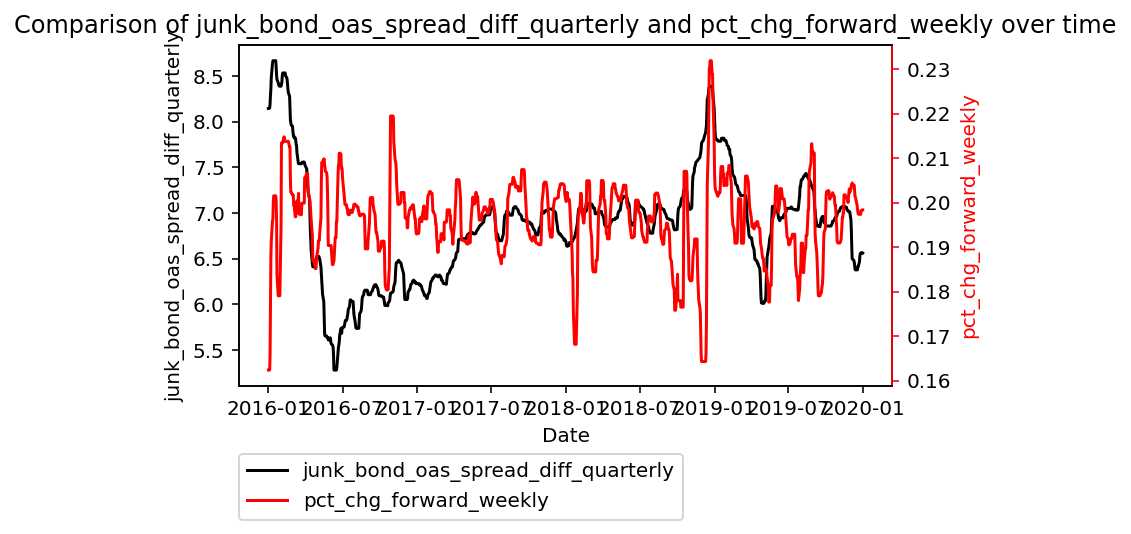 Comparison of junk_bond_oas_spread_diff_quarterly and pct_chg_forward_weekly over time
junk_bond_oas_spread_diff_quarterly
8.5
8.0
7.5
7.0
6.5
6.0
5.5
0.23
0.22
0.21
0.20
0.19
0.18
0.17
0.16
pct_chg_forward_weekly
2016-01 2016-07 2017-01 2017-07 2018-01 2018-07 2019-01 2019-07 2020-01
Date
junk_bond_oas_spread_diff_quarterly
pct_chg_forward_weekly